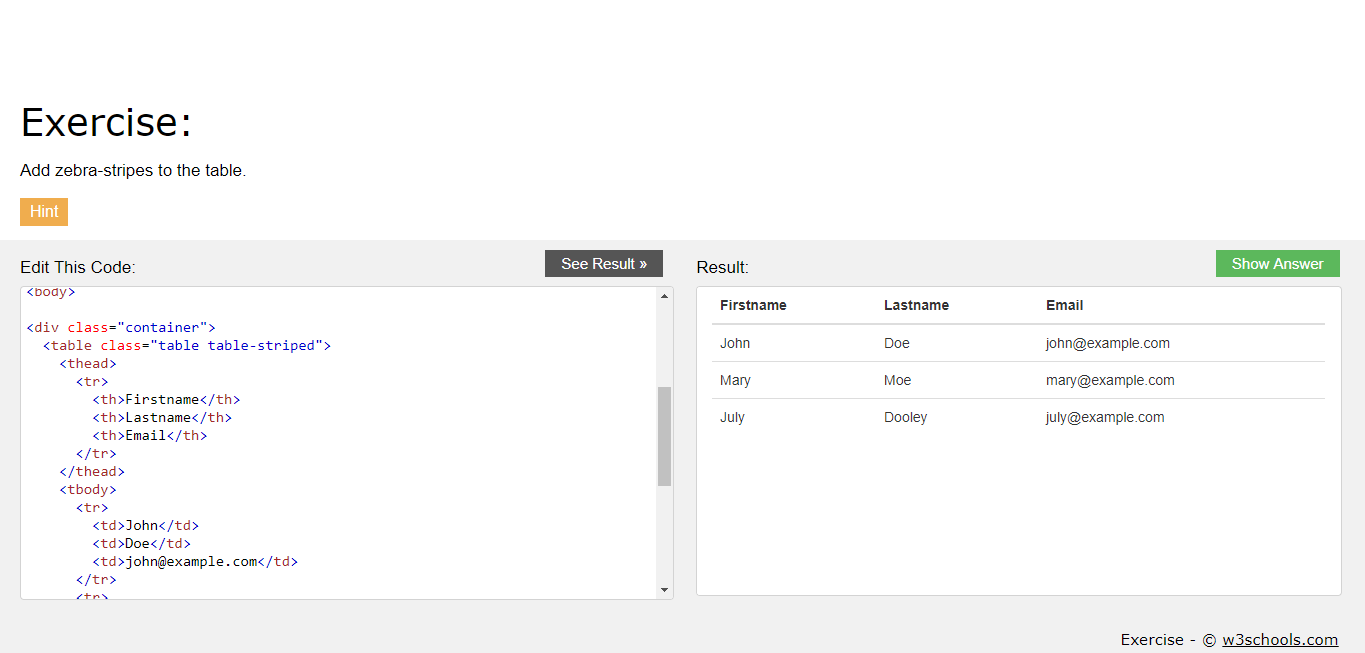 Exercise:
Add zebra-stripes to the table.
Hint
Edit This Code:
See Result »
<body>
<div class="container">
<table class="table table-striped">
<thead>
<tr>
<th>Firstname</th>
<th>Lastname</th>
<th>Email</th>
</tr>
</thead>
<tbody>
<tr>
<td>John</td>
<td>Doe</td>
<td>john@example.com</td>
</tr>
<tr>
Result:
Show Answer
Firstname Lastname Email
John Doe john@example.com
Mary Moe mary@example.com
July Dooley july@example.com
Exercise - © w3schools.com